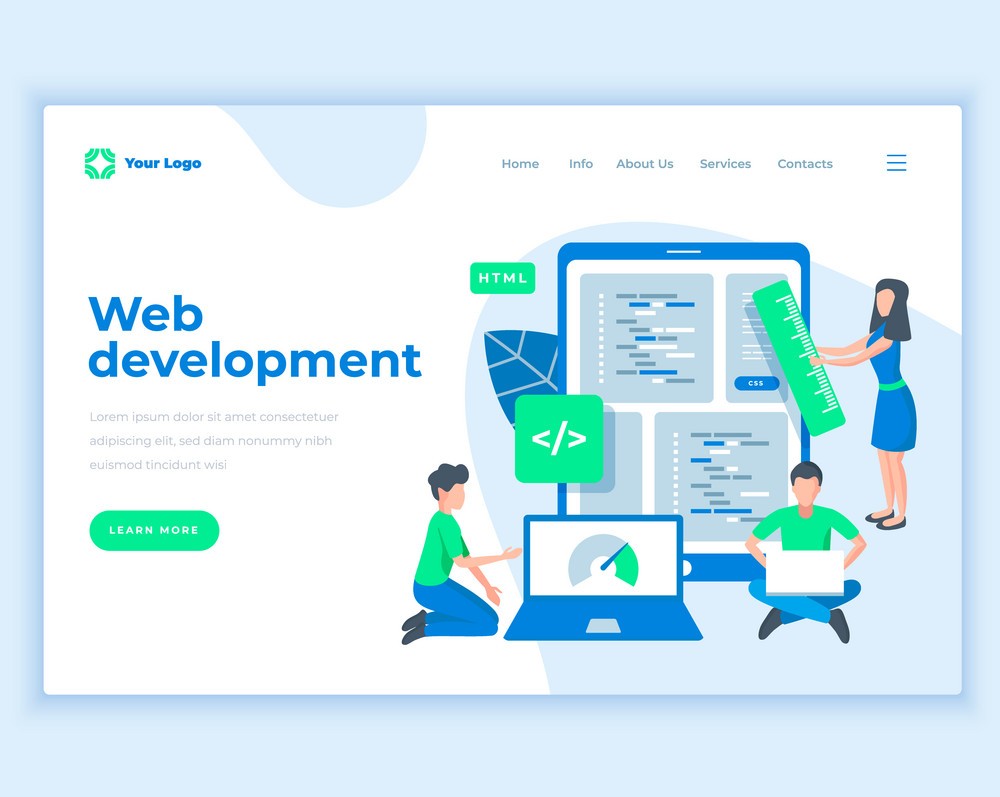 Your Logo
Home
Info
About Us
Services
Contacts
HTML
Web
development
CSS
Lorem ipsum dolor sit amet consectetuer
adipiscing elit, sed diam nonummy nibh
euismod tincidunt wisi
</>
LEARN MORE